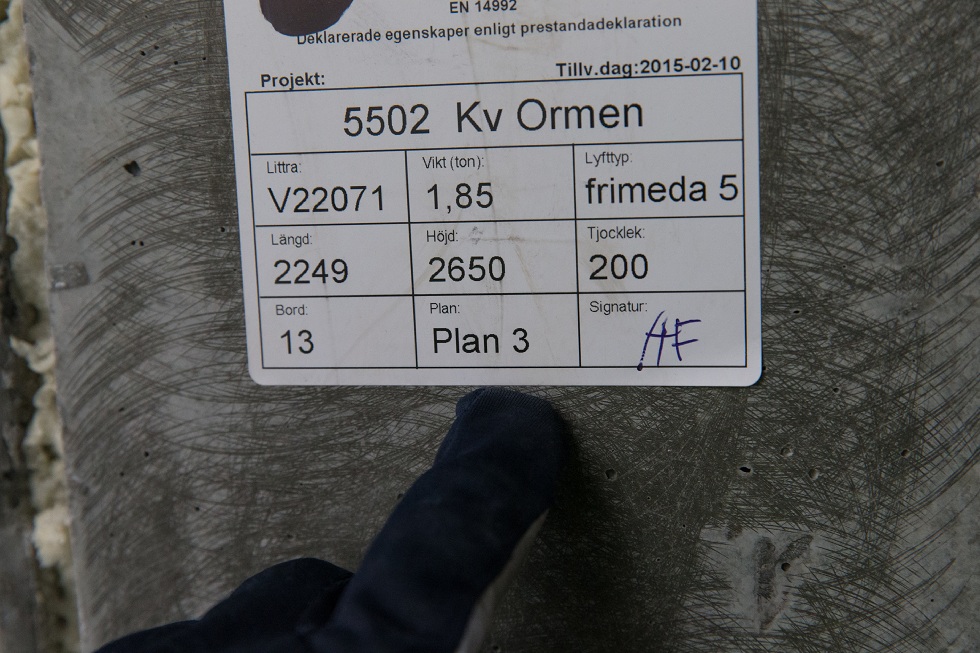 EN 14992
Deklarerade egenskaper enligt prestandadeklaration
Projekt: Tillv.dag:2015-02-10
5502 Kv Ormen
Littra: Vikt (ton): Lyfttyp:
V22071 1,85 frimeda 5
Längd: Höjd: Tjocklek:
2249 2650 200
Bord: Plan: Signatur:
13 Plan 3 HF